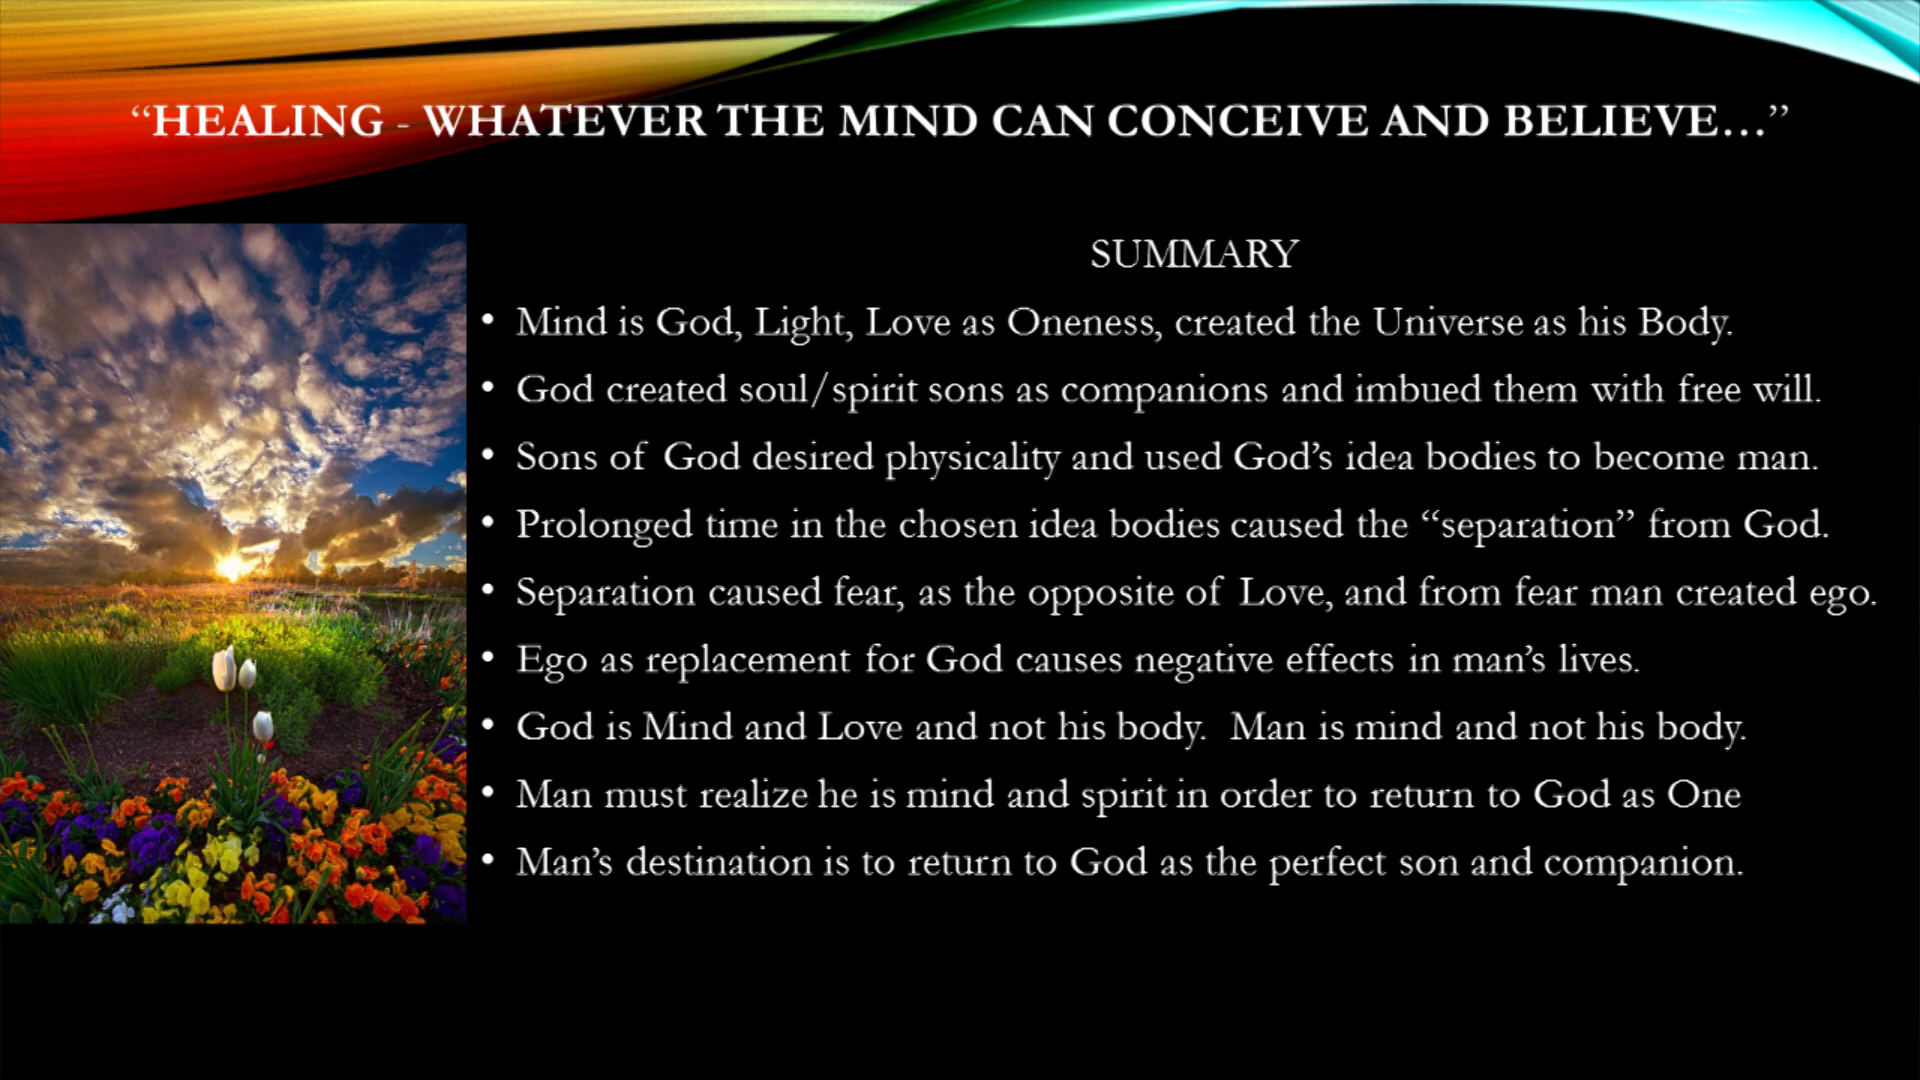 “HEALING - WHATEVER THE MIND CAN CONCEIVE AND BELIEVE…”
SUMMARY
• Mind is God, Light, Love as Oneness, created the Universe as his Body.
• God created soul/spirit sons as companions and imbued them with free will.
• Sons of God desired physicality and used God’s idea bodies to become man.
• Prolonged time in the chosen idea bodies caused the “separation” from God.
• Separation caused fear, as the opposite of Love, and from fear man created ego.
• Ego as replacement for God causes negative effects in man’s lives.
• God is Mind and Love and not his body.  Man is mind and not his body.
• Man must realize he is mind and spirit in order to return to God as One
• Man’s destination is to return to God as the perfect son and companion.